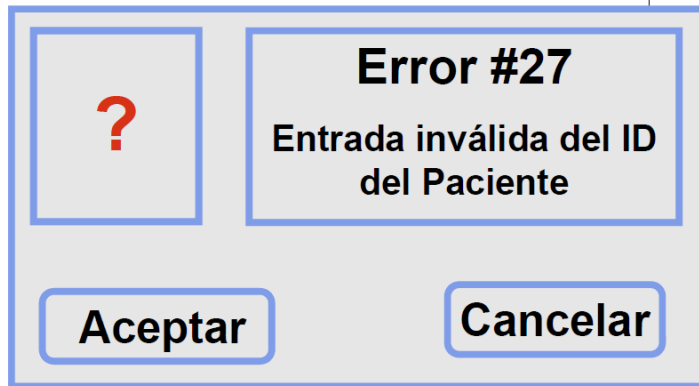 ?
Error #27
Entrada inválida del ID
del Paciente
Aceptar
Cancelar